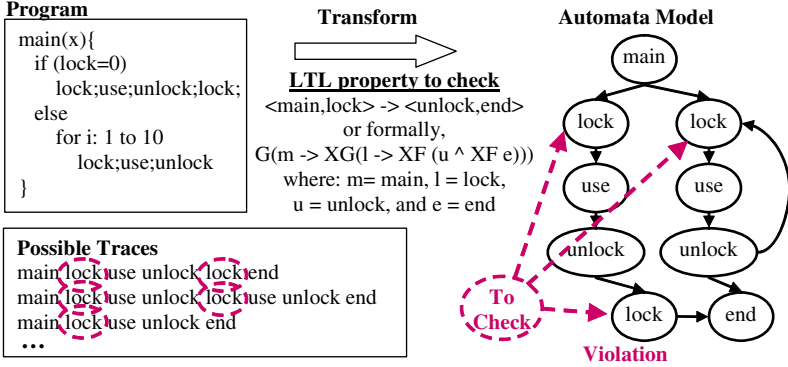 Program
main(x){
if (lock=0)
lock;use;unlock;lock;
else
for i: 1 to 10
lock;use;unlock
}
Transform
LTL property to check
<main,lock> -> <unlock,end>
or formally,
G(m -> XG(l -> XF (u ^ XF e)))
where: m= main, l = lock,
u = unlock, and e = end
Automata Model
main
lock
lock
use
use
unlock
unlock
lock
end
To
Check
Violation
Possible Traces
main lock use unlock lock end
main lock use unlock lock use unlock end
main lock use unlock end
...